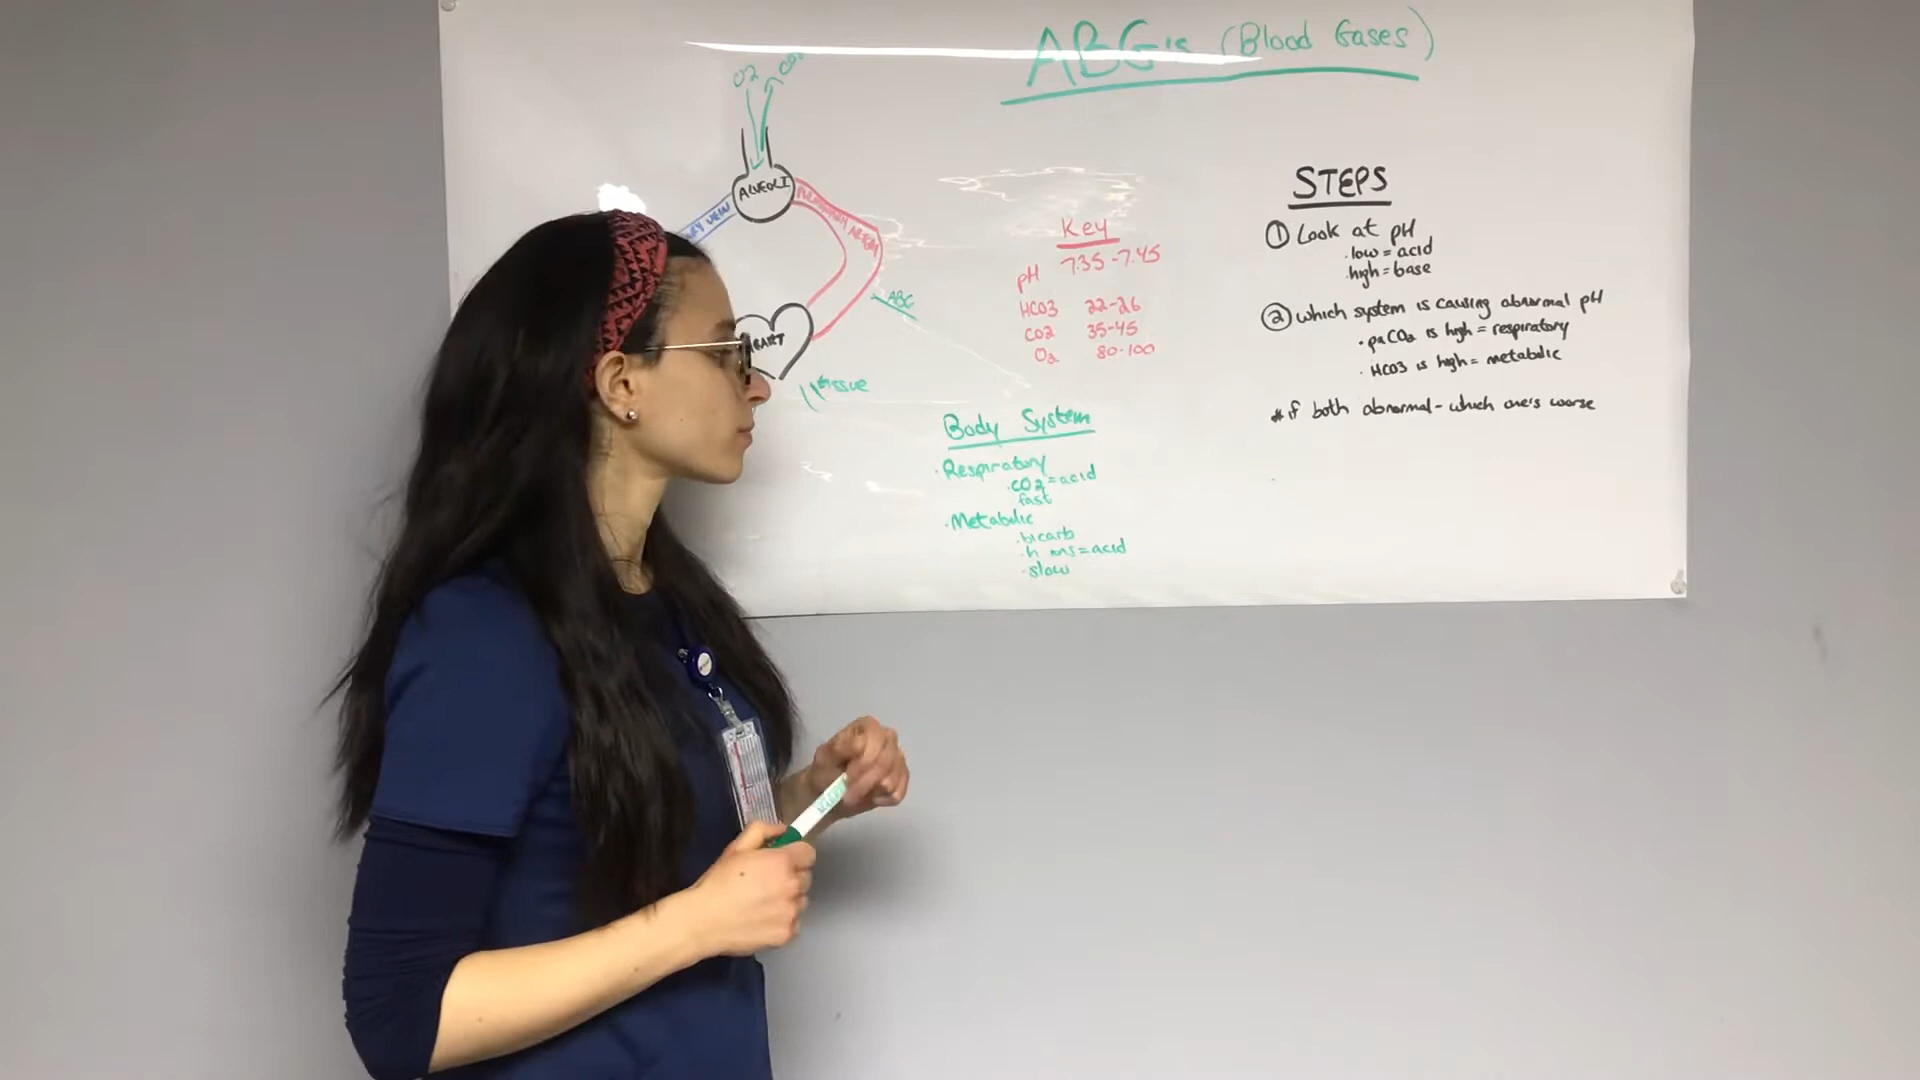 ABG's (Blood Gases)
O2
CO2
ALVEOLI
VEIN
PULMONARY ARTERY
ABG
HEART
tissue
Key
pH 7.35-7.45
HCO3 22-26
CO2 35-45
O2 80-100
Body System
· Respiratory
· CO2 = acid
fast
· Metabolic
· bicarb
· h ions = acid
· slow
STEPS
① Look at pH
· low = acid
· high = base
② which system is causing abnormal pH
· paCO2 is high = respiratory
· HCO3 is high = metabolic
* if both abnormal - which one's worse